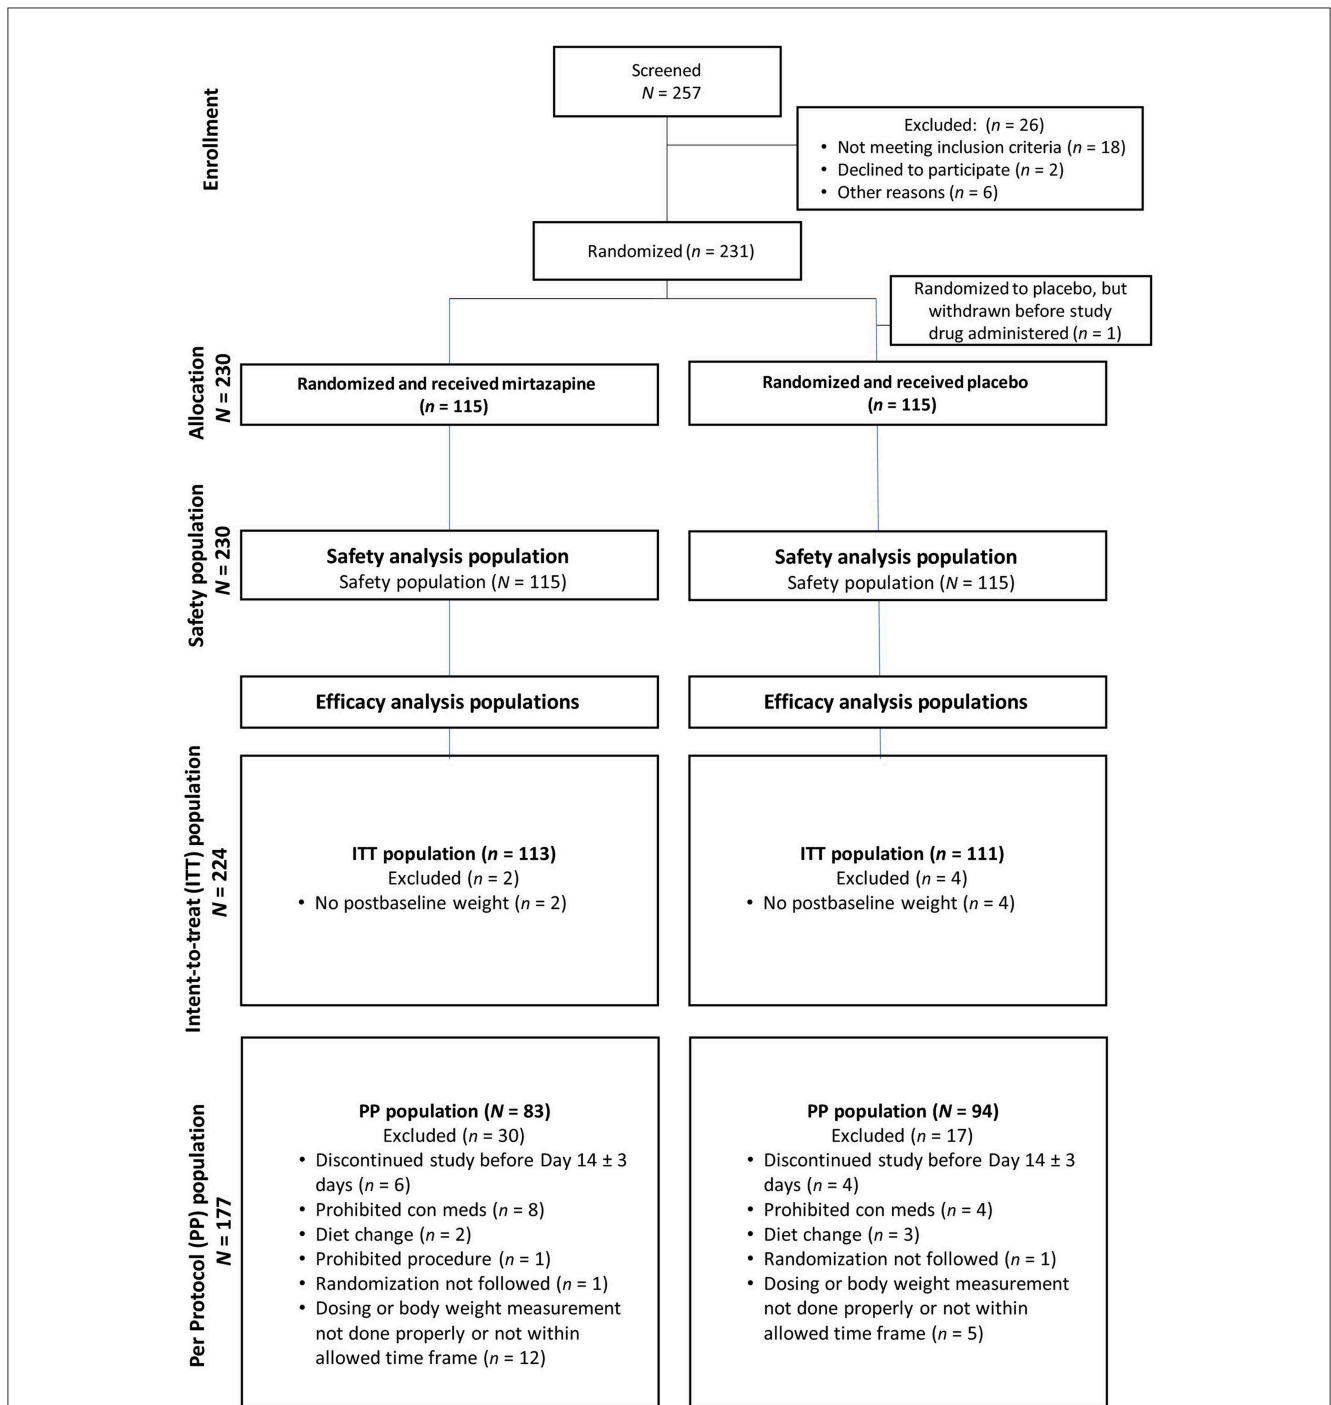 Enrollment
Screened
N = 257
Excluded: (n = 26)
• Not meeting inclusion criteria (n = 18)
• Declined to participate (n = 2)
• Other reasons (n = 6)
Randomized (n = 231)
Randomized to placebo, but
withdrawn before study
drug administered (n = 1)
Allocation
N = 230
Randomized and received mirtazapine
(n = 115)
Randomized and received placebo
(n = 115)
Safety population
N = 230
Safety analysis population
Safety population (N = 115)
Safety analysis population
Safety population (N = 115)
Efficacy analysis populations
Efficacy analysis populations
Intent-to-treat (ITT) population
N = 224
ITT population (n = 113)
Excluded (n = 2)
• No postbaseline weight (n = 2)
ITT population (n = 111)
Excluded (n = 4)
• No postbaseline weight (n = 4)
Per Protocol (PP) population
N = 177
PP population (N = 83)
Excluded (n = 30)
• Discontinued study before Day 14 ± 3
days (n = 6)
• Prohibited con meds (n = 8)
• Diet change (n = 2)
• Prohibited procedure (n = 1)
• Randomization not followed (n = 1)
• Dosing or body weight measurement
not done properly or not within
allowed time frame (n = 12)
PP population (N = 94)
Excluded (n = 17)
• Discontinued study before Day 14 ± 3
days (n = 4)
• Prohibited con meds (n = 4)
• Diet change (n = 3)
• Randomization not followed (n = 1)
• Dosing or body weight measurement
not done properly or not within
allowed time frame (n = 5)